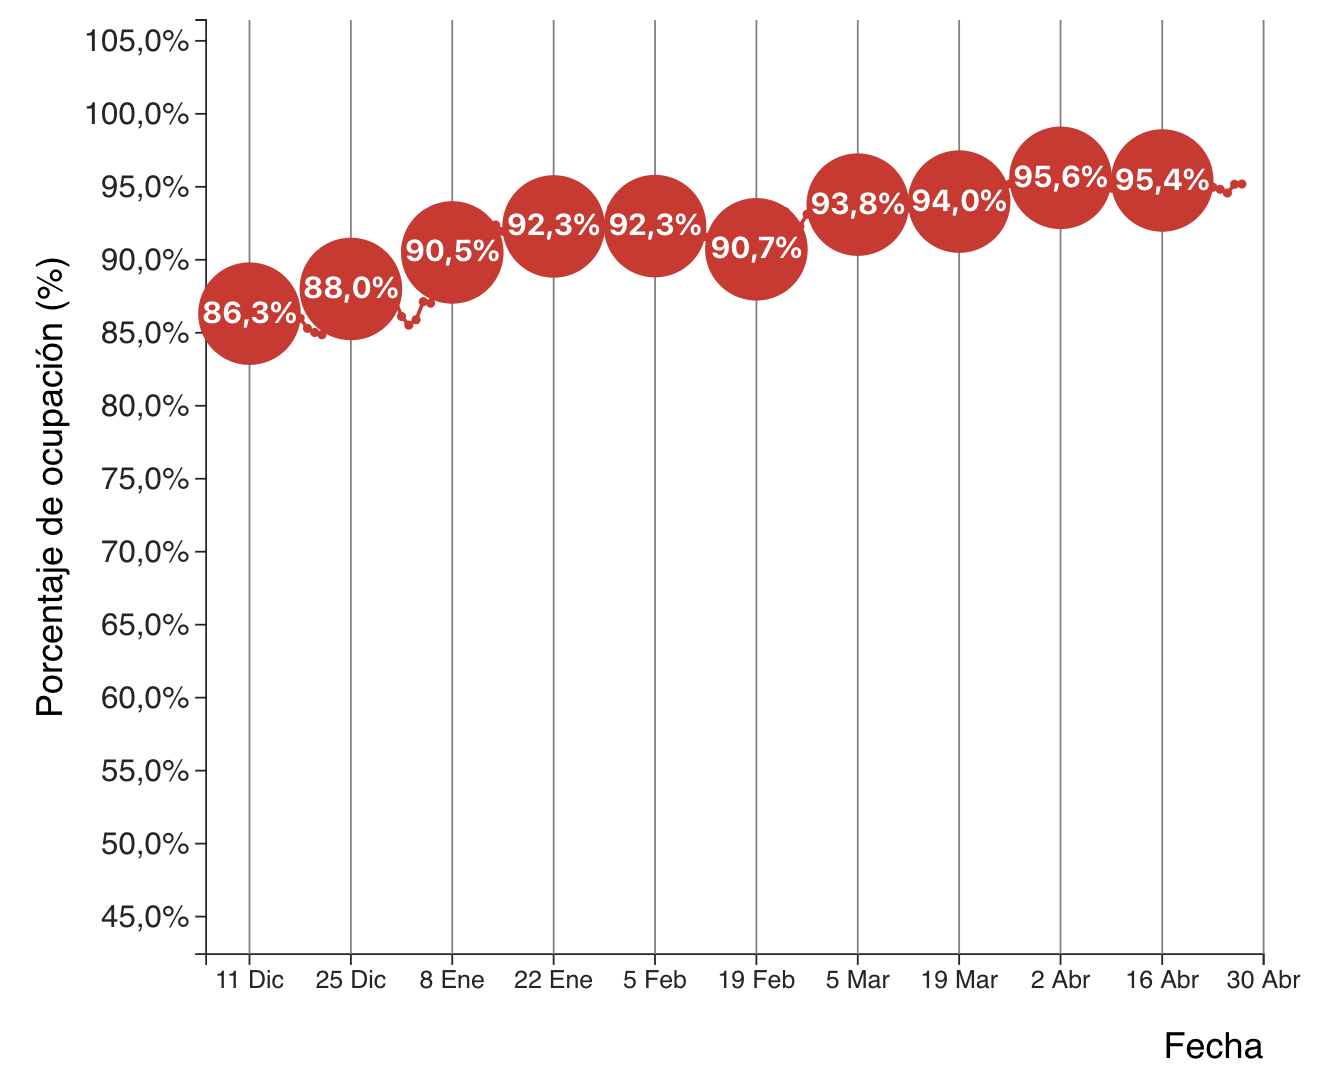 105,0%
100,0%
95,0%
90,0%
85,0%
80,0%
75,0%
70,0%
65,0%
60,0%
55,0%
50,0%
45,0%
Porcentaje de ocupación (%)
86,3%
88,0%
90,5%
92,3%
92,3%
90,7%
93,8%
94,0%
95,6%
95,4%
11 Dic
25 Dic
8 Ene
22 Ene
5 Feb
19 Feb
5 Mar
19 Mar
2 Abr
16 Abr
30 Abr
Fecha